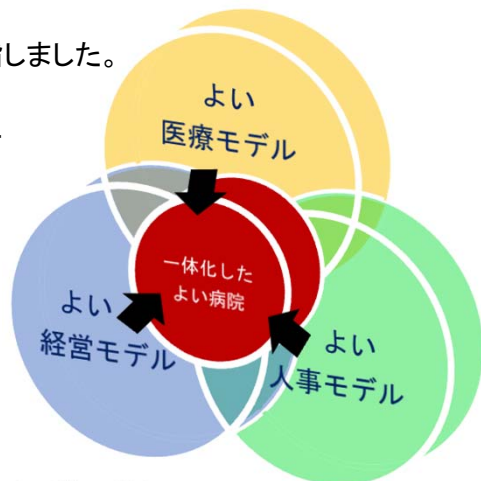 しました。
よい
医療モデル
一体化した
よい病院
よい
経営モデル
よい
人事モデル